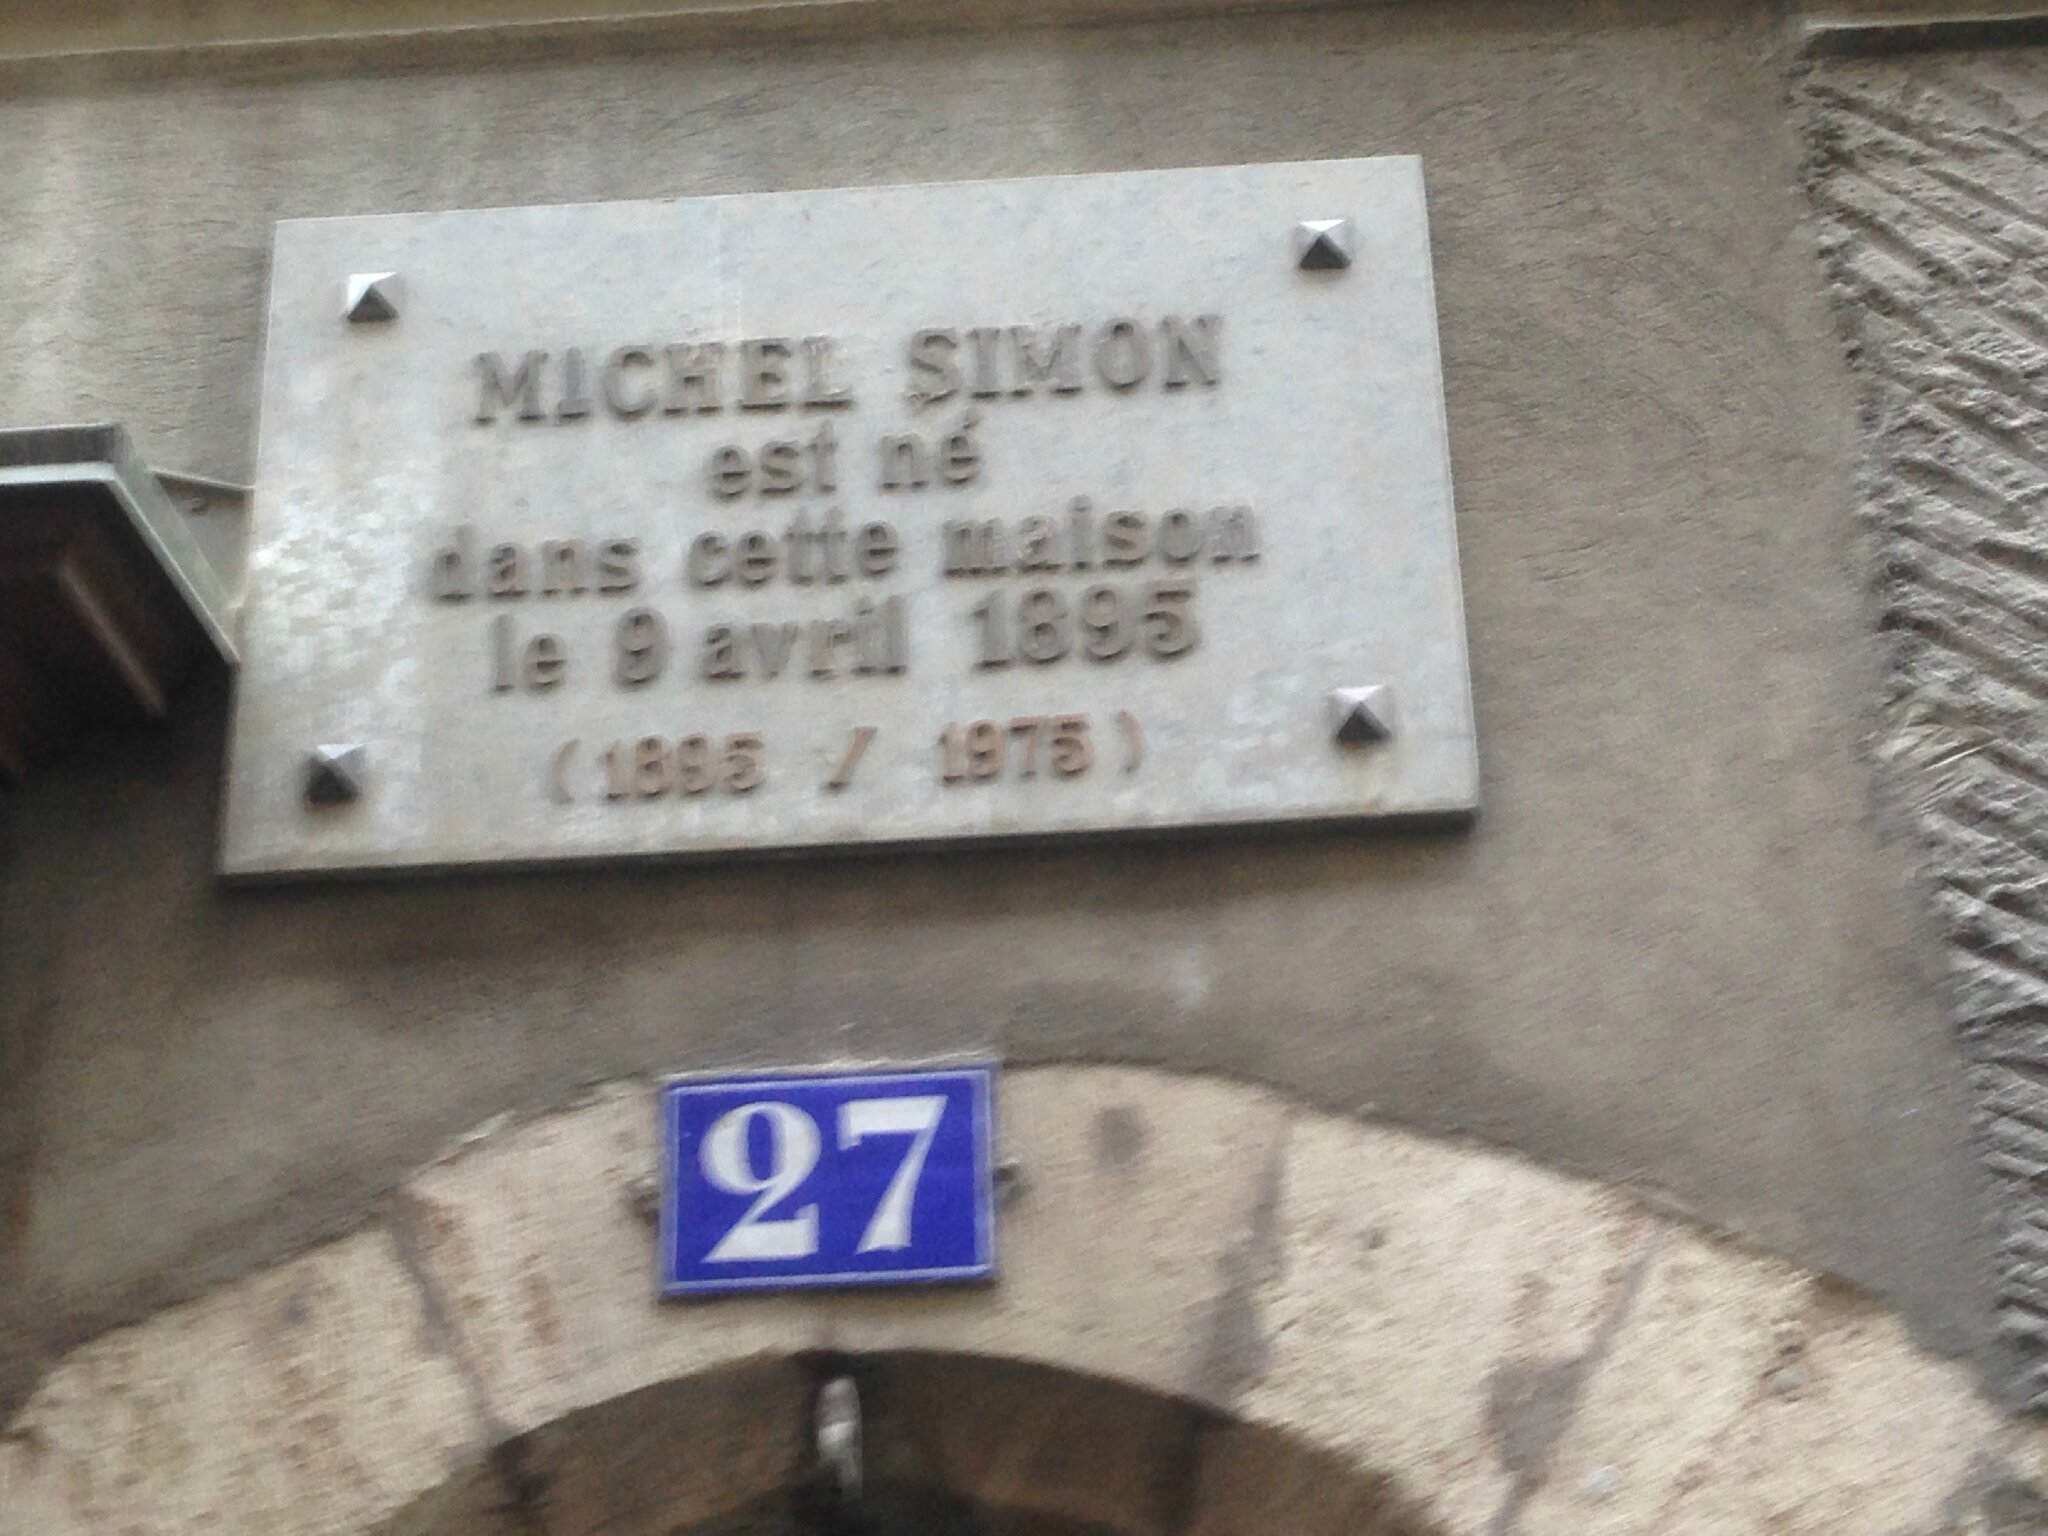 MICHEL SIMON
est né
dans cette maison
le 9 avril 1895
(1895 / 1975)
27